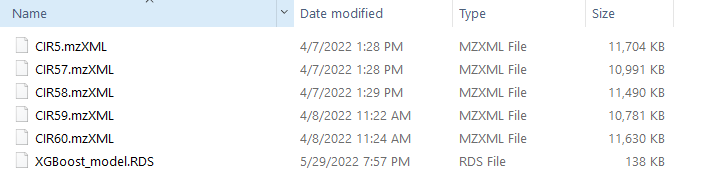 Name Date modified Type Size
CIR5.mzXML 4/7/2022 1:28 PM MZXML File 11,704 KB
CIR57.mzXML 4/7/2022 1:28 PM MZXML File 10,991 KB
CIR58.mzXML 4/7/2022 1:29 PM MZXML File 11,490 KB
CIR59.mzXML 4/8/2022 11:22 AM MZXML File 10,781 KB
CIR60.mzXML 4/8/2022 11:24 AM MZXML File 11,630 KB
XGBoost_model.RDS 5/29/2022 7:57 PM RDS File 138 KB